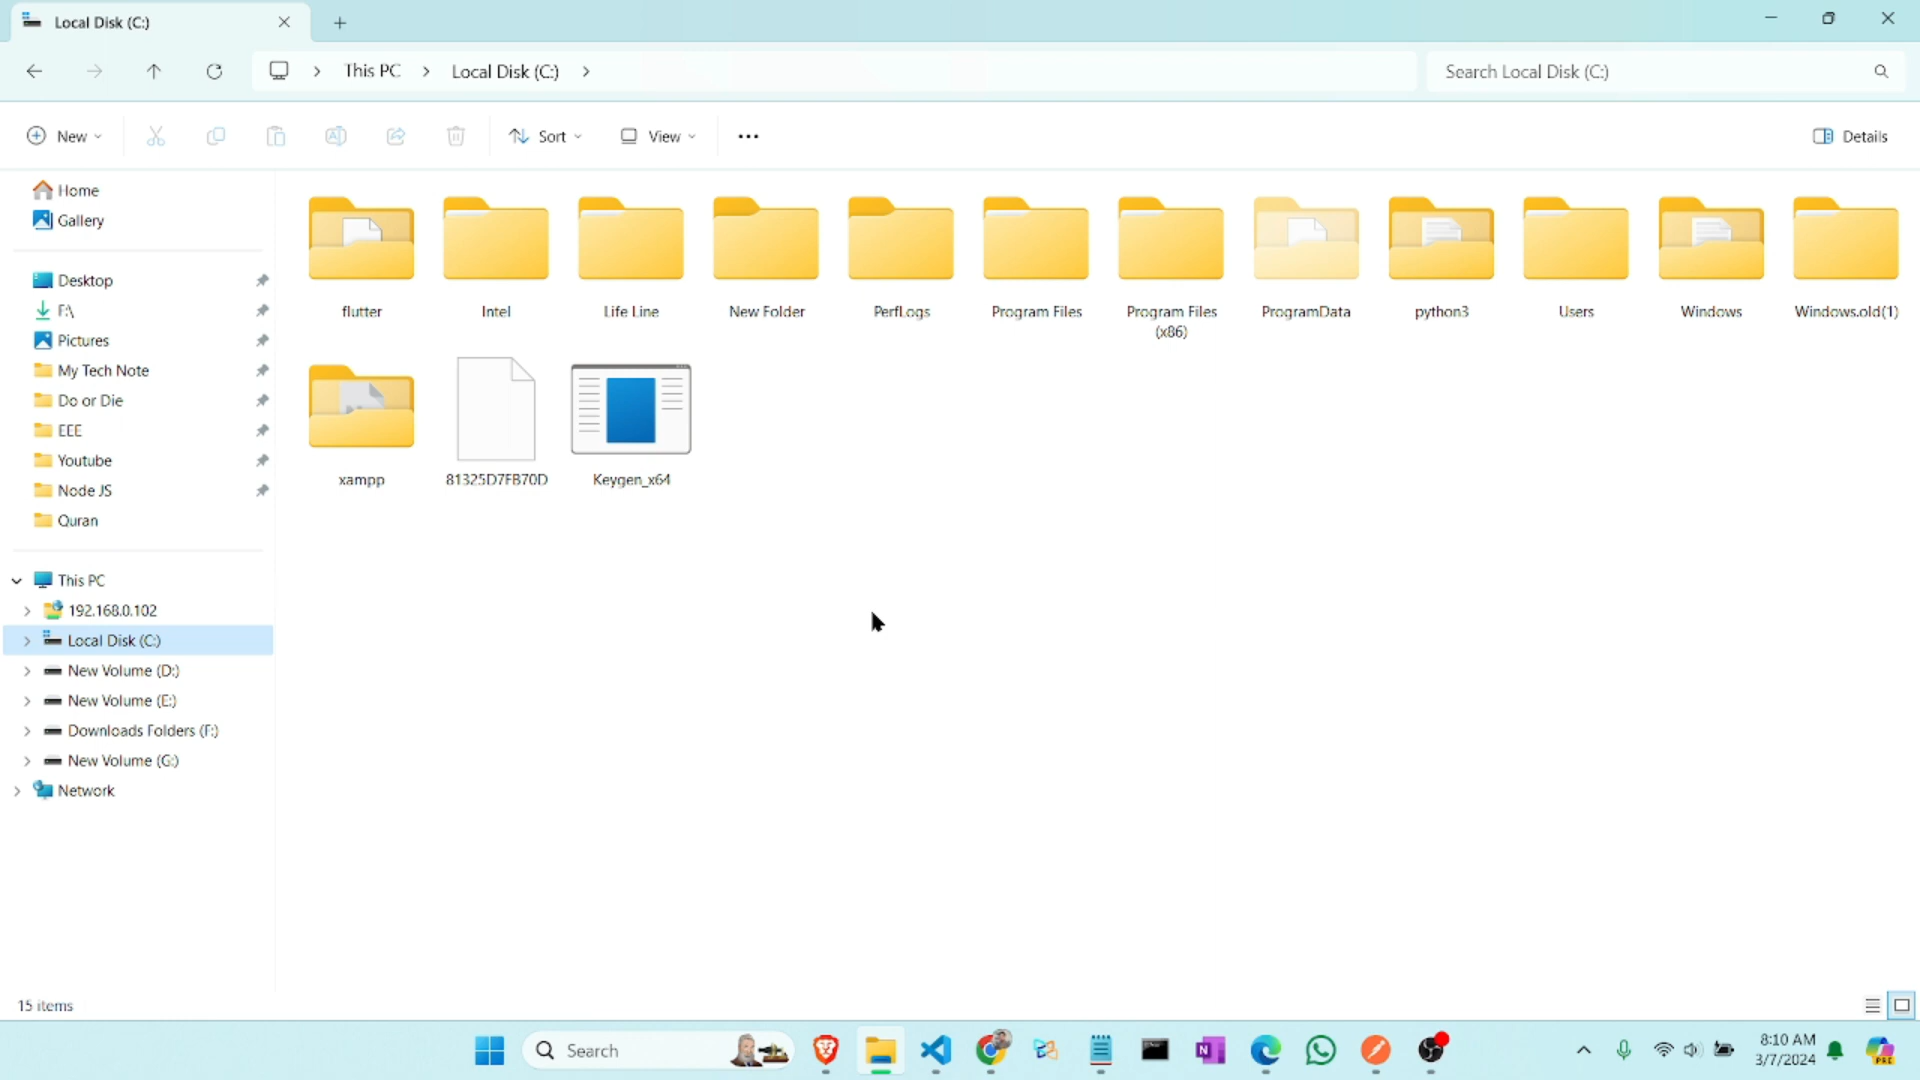 Local Disk (C:)
This PC
Local Disk (C:)
Search Local Disk (C:)
New
Sort
View
Details
Home
Gallery
Desktop
F:\
Pictures
My Tech Note
Do or Die
EEE
Youtube
Node JS
Quran
This PC
192.168.0.102
Local Disk (C:)
New Volume (D:)
New Volume (E:)
Downloads Folders (F:)
New Volume (G:)
Network
flutter
Intel
Life Line
New Folder
PerfLogs
Program Files
Program Files
(x86)
ProgramData
python3
Users
Windows
Windows.old(1)
xampp
81325D7FB70D
Keygen_x64
15 items
Search
N
8:10 AM
3/7/2024
PRE